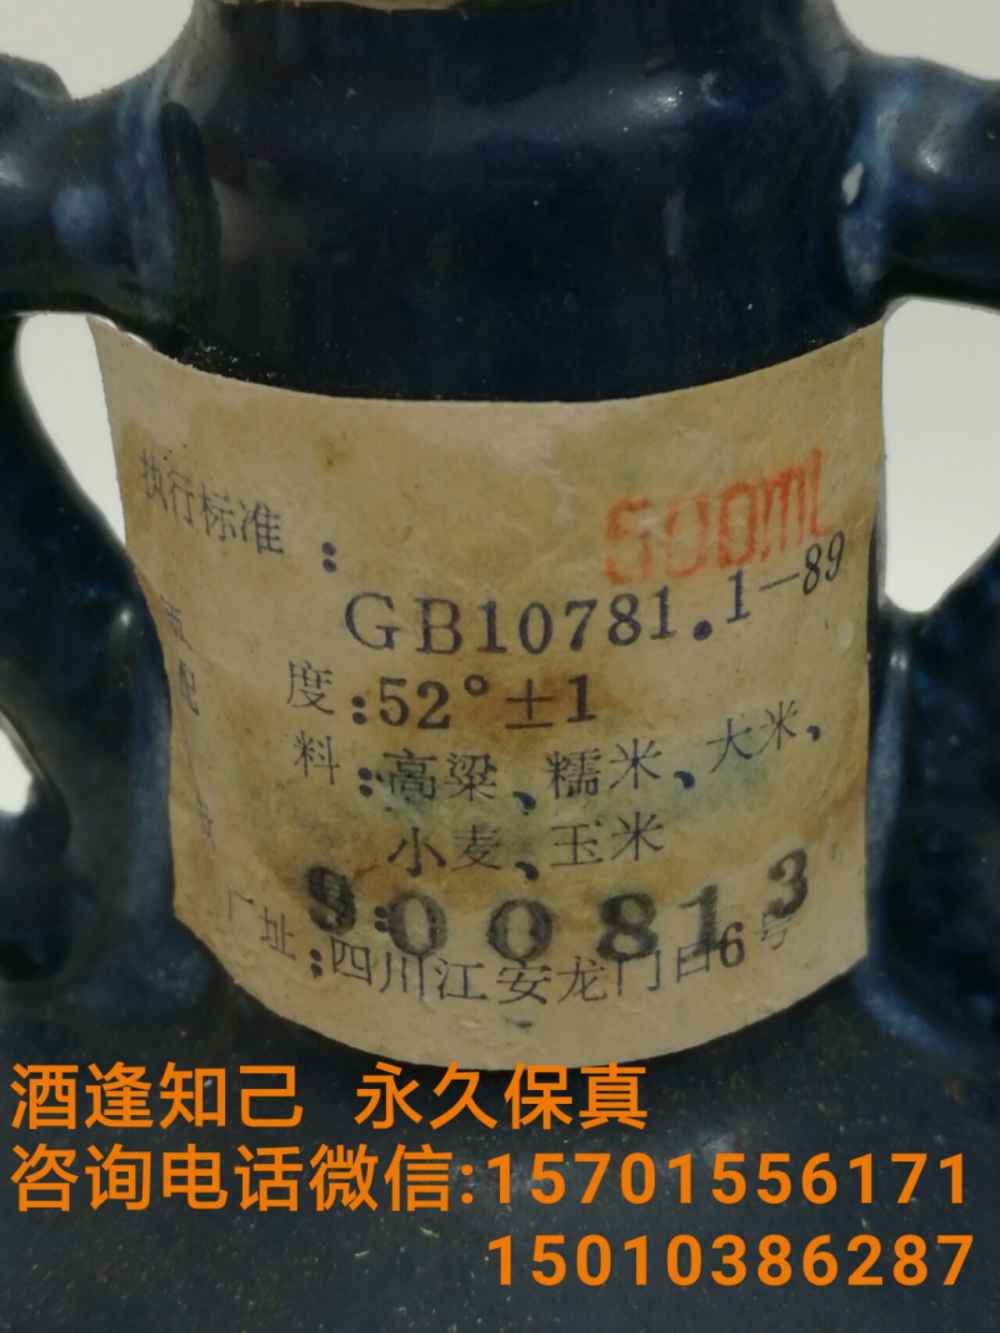 执行标准:
500ml
GB10781.1-89
度:52°±1
配料:高粱、糯米、大米、
小麦、玉米
900813
厂址:四川江安龙门口6号
酒逢知己 永久保真
咨询电话微信:15701556171
15010386287